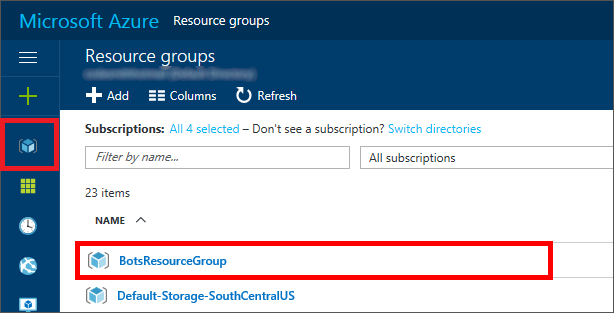 Microsoft Azure Resource groups
Resource groups
Add Columns Refresh
Subscriptions: All 4 selected – Don't see a subscription? Switch directories
Filter by name... All subscriptions
23 items
NAME
BotsResourceGroup
Default-Storage-SouthCentralUS